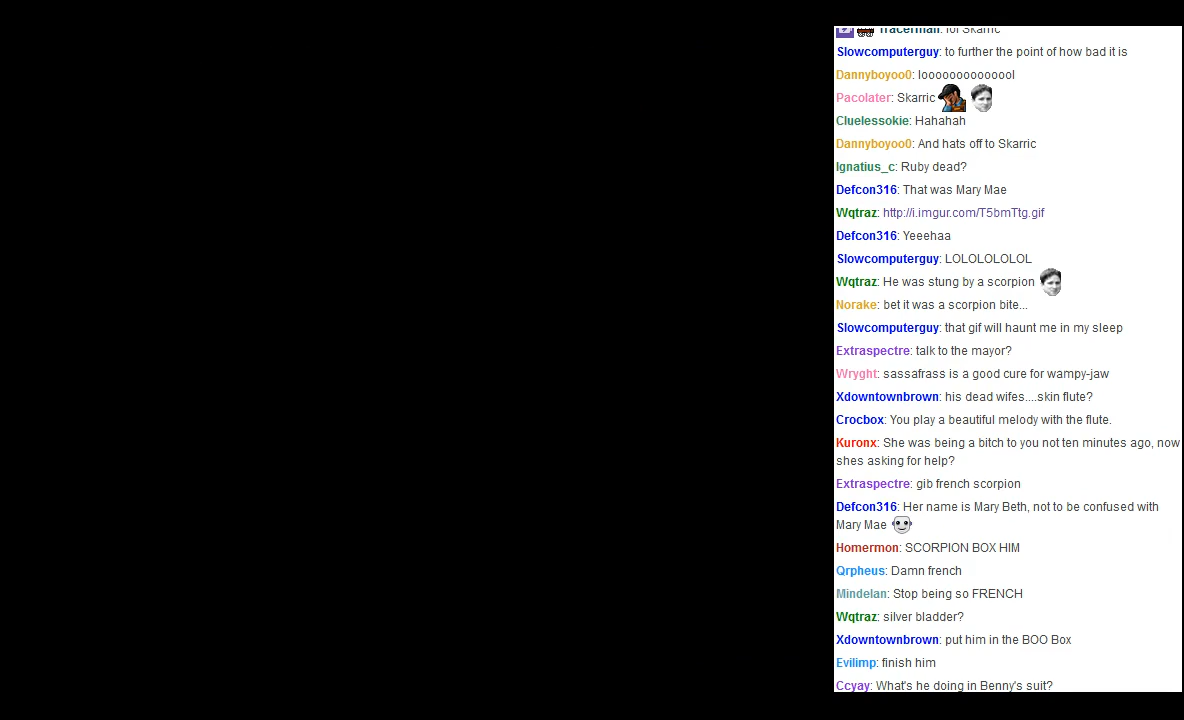 Tracerman: lol Skarric
Slowcomputerguy: to further the point of how bad it is
Dannyboyoo0: loooooooooooool
Pacolater: Skarric
Cluelessokie: Hahahah
Dannyboyoo0: And hats off to Skarric
Ignatius_c: Ruby dead?
Defcon316: That was Mary Mae
Wqtraz: http://i.imgur.com/T5bmTtg.gif
Defcon316: Yeeehaa
Slowcomputerguy: LOLOLOLOLOL
Wqtraz: He was stung by a scorpion
Norake: bet it was a scorpion bite...
Slowcomputerguy: that gif will haunt me in my sleep
Extraspectre: talk to the mayor?
Wryght: sassafrass is a good cure for wampy-jaw
Xdowntownbrown: his dead wifes....skin flute?
Crocbox: You play a beautiful melody with the flute.
Kuronx: She was being a bitch to you not ten minutes ago, now
shes asking for help?
Extraspectre: gib french scorpion
Defcon316: Her name is Mary Beth, not to be confused with
Mary Mae
Homermon: SCORPION BOX HIM
Qrpheus: Damn french
Mindelan: Stop being so FRENCH
Wqtraz: silver bladder?
Xdowntownbrown: put him in the BOO Box
Evilimp: finish him
Ccyay: What's he doing in Benny's suit?